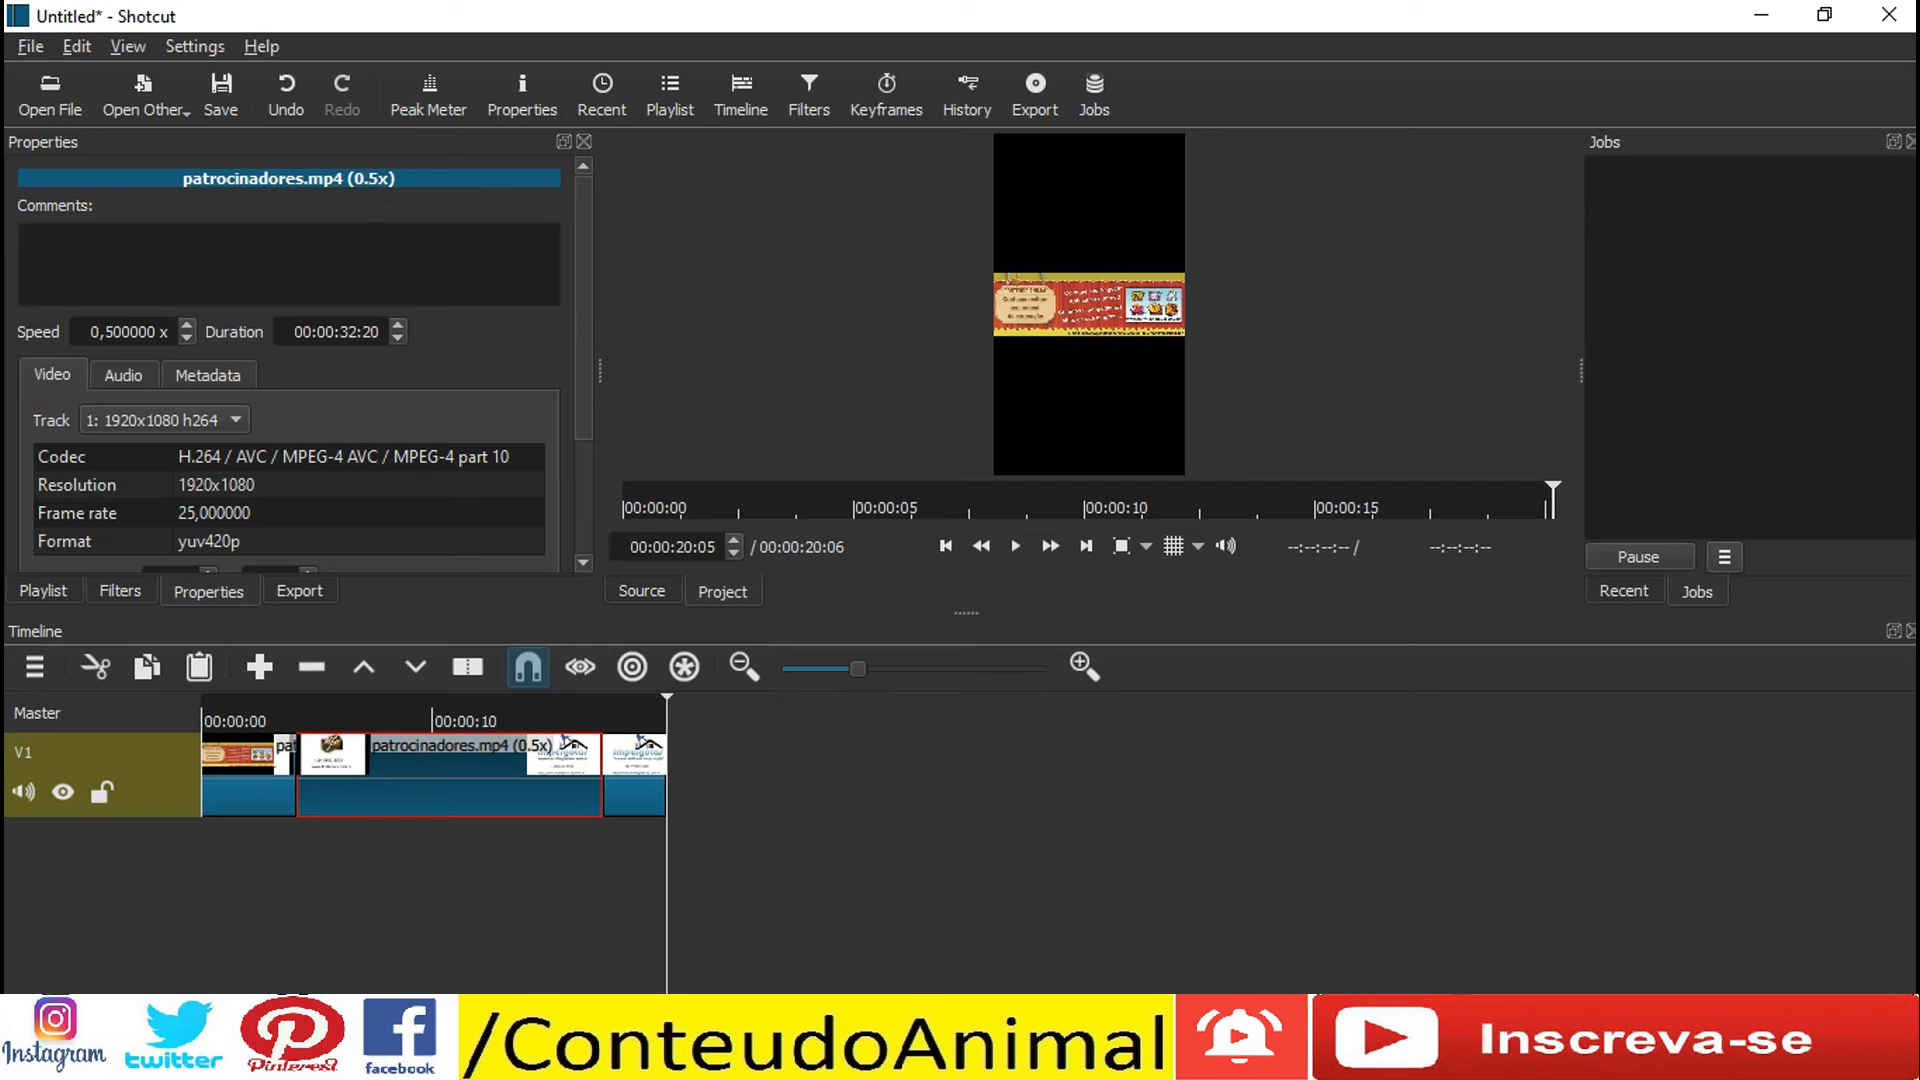 Untitled* - Shotcut
File Edit View Settings Help
Open File Open Other... Save Undo Redo Peak Meter Properties Recent Playlist Timeline Filters Keyframes History Export Jobs
Properties
Jobs
patrocinadores.mp4 (0.5x)
Comments:
Speed 0,500000 x Duration 00:00:32:20
Video Audio Metadata
Track 1: 1920x1080 h264
Codec H.264 / AVC / MPEG-4 AVC / MPEG-4 part 10
Resolution 1920x1080
Frame rate 25,000000
Format yuv420p
00:00:00 00:00:05 00:00:10 00:00:15
00:00:20:05 / 00:00:20:06 --:--:--:-- / --:--:--:--
Pause
Playlist Filters Properties Export
Source Project
Recent Jobs
Timeline
Master
00:00:00 00:00:10
V1
pat
patrocinadores.mp4 (0.5x)
Instagram twitter Pinterest facebook
/ConteudoAnimal
Inscreva-se